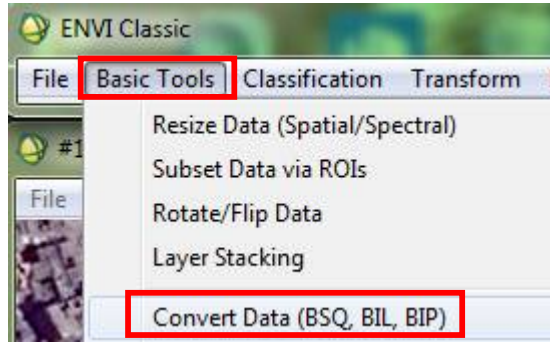 ENVI Classic
File Basic Tools Classification Transform
Resize Data (Spatial/Spectral)
#1
Subset Data via ROIs
File
Rotate/Flip Data
Layer Stacking
Convert Data (BSQ, BIL, BIP)